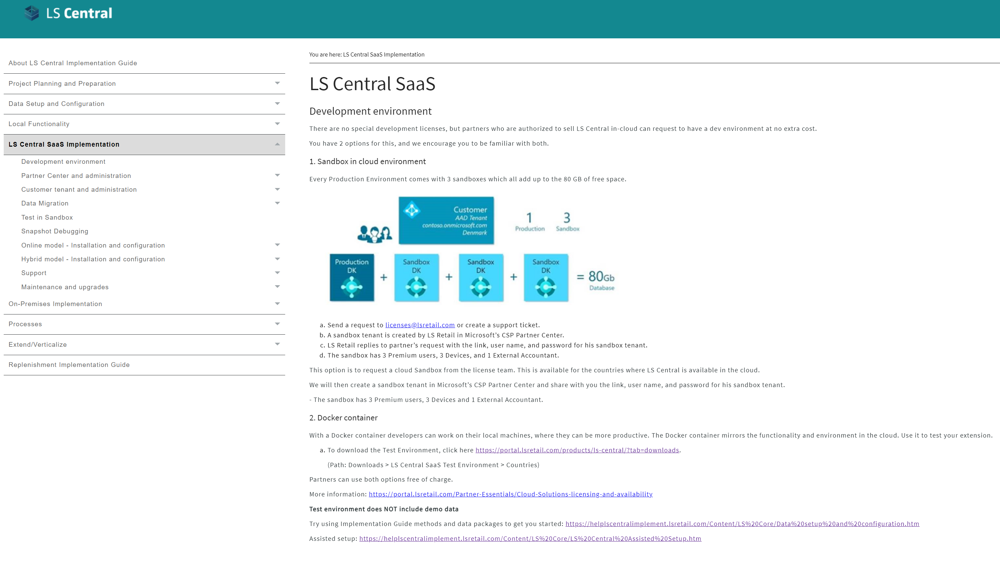 LS Central
About LS Central Implementation Guide
Project Planning and Preparation
Data Setup and Configuration
Local Functionality
LS Central SaaS Implementation
Development environment
Partner Center and administration
Customer tenant and administration
Data Migration
Test in Sandbox
Snapshot Debugging
Online model - Installation and configuration
Hybrid model - Installation and configuration
Support
Maintenance and upgrades
On-Premises Implementation
Processes
Extend/Verticalize
Replenishment Implementation Guide
You are here: LS Central SaaS Implementation
LS Central SaaS
Development environment
There are no special development licenses, but partners who are authorized to sell LS Central in-cloud can request to have a dev environment at no extra cost.
You have 2 options for this, and we encourage you to be familiar with both.
1. Sandbox in cloud environment
Every Production Environment comes with 3 sandboxes which all add up to the 80 GB of free space.
Customer
AAD Tenant
contoso.onmicrosoft.com
Denmark
1
Production
3
Sandbox
Production
DK
+
Sandbox
DK
+
Sandbox
DK
+
Sandbox
DK
= 80Gb
Database
a. Send a request to licenses@lsretail.com or create a support ticket.
b. A sandbox tenant is created by LS Retail in Microsoft’s CSP Partner Center.
c. LS Retail replies to partner’s request with the link, user name, and password for his sandbox tenant.
d. The sandbox has 3 Premium users, 3 Devices, and 1 External Accountant.
This option is to request a cloud Sandbox from the license team. This is available for the countries where LS Central is available in the cloud.
We will then create a sandbox tenant in Microsoft’s CSP Partner Center and share with you the link, user name, and password for his sandbox tenant.
- The sandbox has 3 Premium users, 3 Devices and 1 External Accountant.
2. Docker container
With a Docker container developers can work on their local machines, where they can be more productive. The Docker container mirrors the functionality and environment in the cloud. Use it to test your extension.
a. To download the Test Environment, click here https://portal.lsretail.com/products/ls-central/?tab=downloads.
(Path: Downloads > LS Central SaaS Test Environment > Countries)
Partners can use both options free of charge.
More information: https://portal.lsretail.com/Partner-Essentials/Cloud-Solutions-licensing-and-availability
Test environment does NOT include demo data
Try using Implementation Guide methods and data packages to get you started: https://helplscentralimplement.lsretail.com/Content/LS%20Core/Data%20setup%20and%20configuration.htm
Assisted setup: https://helplscentralimplement.lsretail.com/Content/LS%20Core/LS%20Central%20Assisted%20Setup.htm